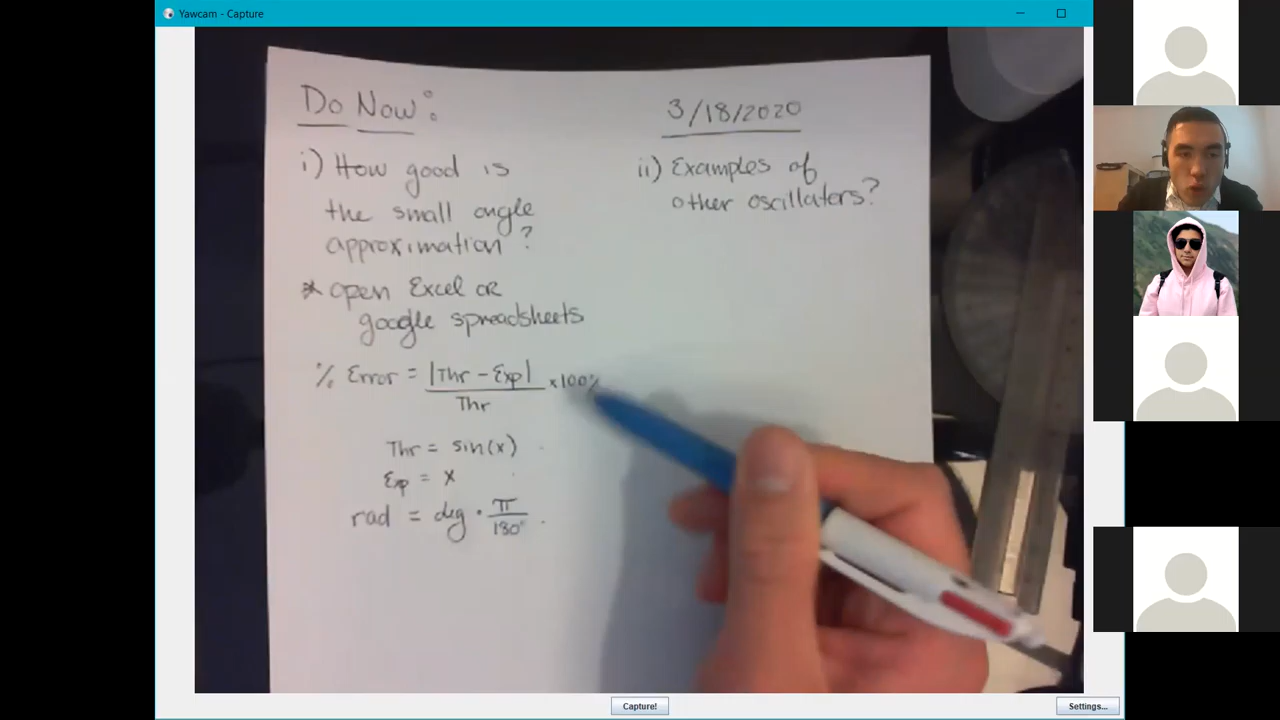 Yawcam - Capture
Do Now:
3/18/2020
i) How good is
the small angle
approximation?
ii) Examples of
other oscillators?
* open Excel or
google spreadsheets
% Error = |Thr - Exp| / Thr × 100%
Thr = sin(x)
Exp = x
rad = deg · π / 180°
Capture!
Settings...